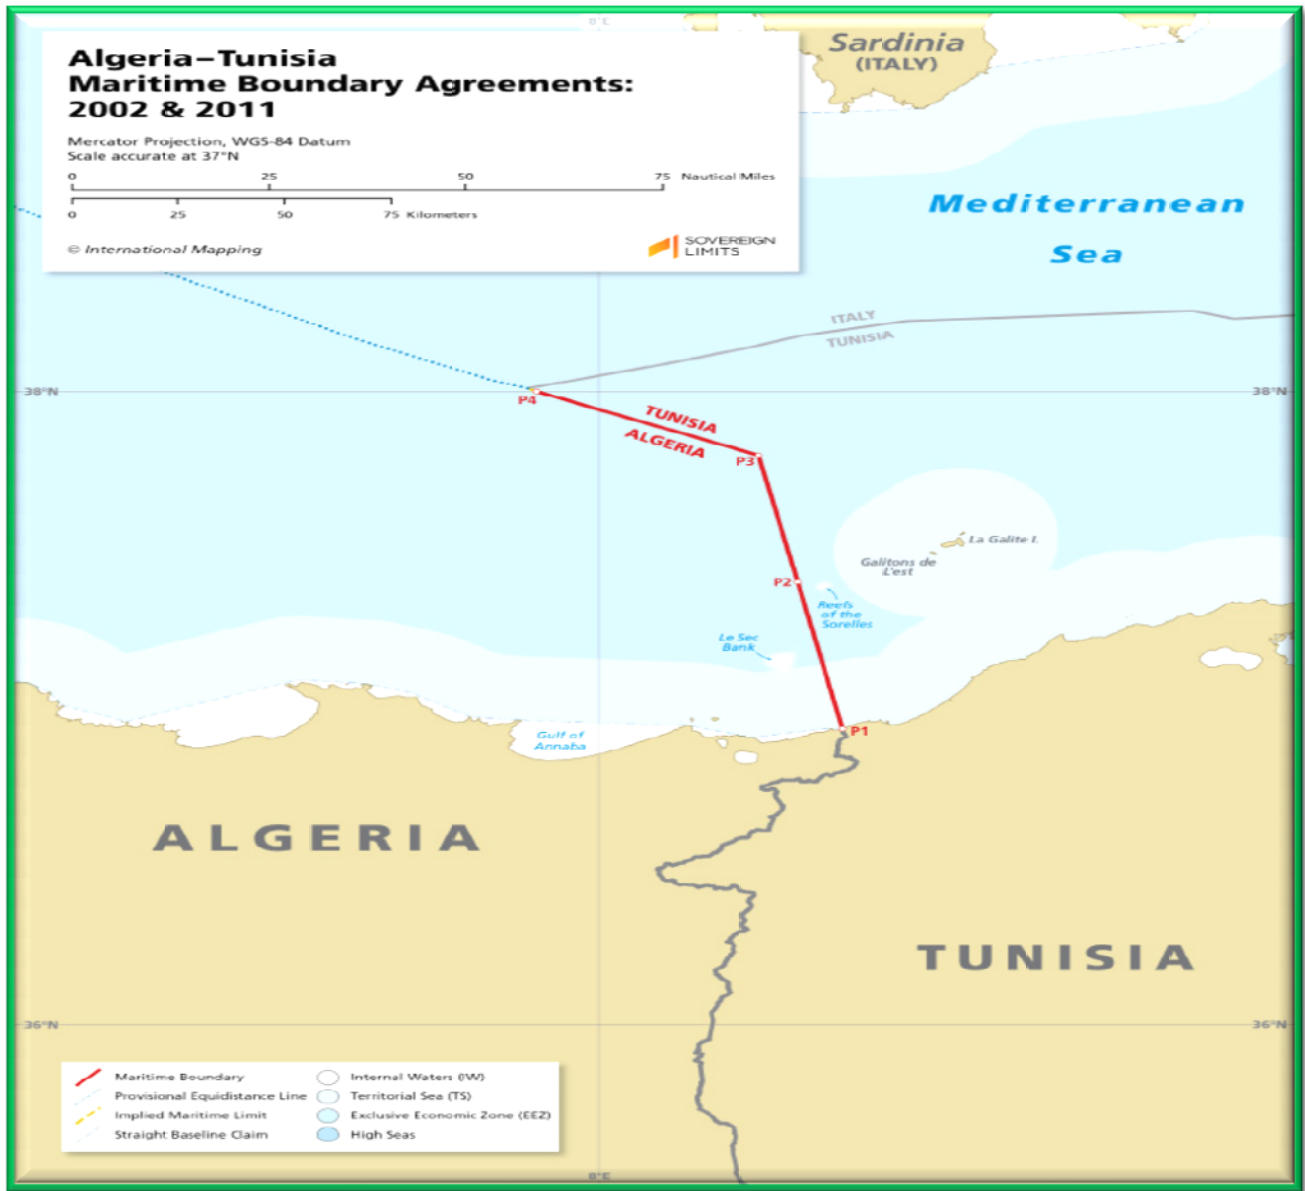 8°E
Algeria–Tunisia
Maritime Boundary Agreements:
2002 & 2011
Mercator Projection, WGS-84 Datum
Scale accurate at 37°N
0 25 50 75 Nautical Miles
0 25 50 75 Kilometers
© International Mapping
SOVEREIGN
LIMITS
Sardinia
(ITALY)
Mediterranean
Sea
ITALY
TUNISIA
38°N
38°N
P4
TUNISIA
ALGERIA
P3
La Galite I.
Galitons de
L'est
P2
Reefs
of the
Sorelles
Le Sec
Bank
P1
Gulf of
Annaba
ALGERIA
TUNISIA
36°N
36°N
Maritime Boundary
Provisional Equidistance Line
Implied Maritime Limit
Straight Baseline Claim
Internal Waters (IW)
Territorial Sea (TS)
Exclusive Economic Zone (EEZ)
High Seas
8°E